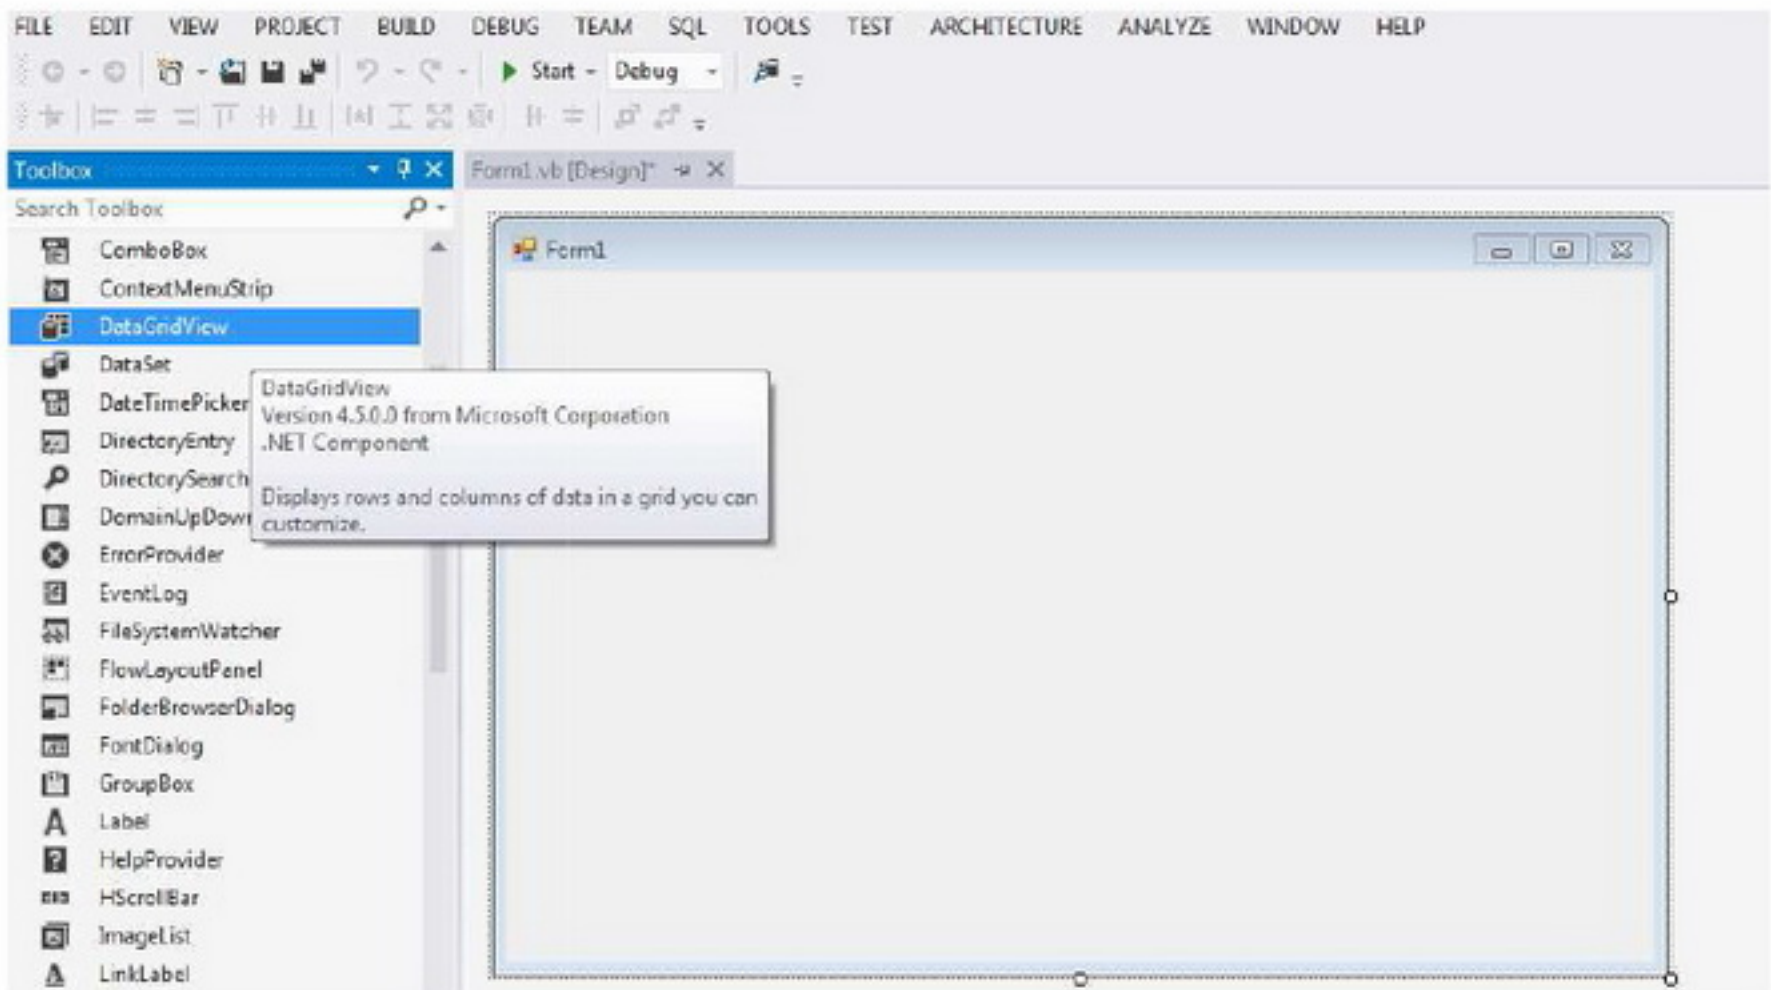 FILE EDIT VIEW PROJECT BUILD DEBUG TEAM SQL TOOLS TEST ARCHITECTURE ANALYZE WINDOW HELP
Start Debug
Toolbox
Form1.vb [Design]*
Search Toolbox
Form1
ComboBox
ContextMenuStrip
DataGridView
DataSet
DateTimePicker
DirectoryEntry
DirectorySearch
DomainUpDown
ErrorProvider
EventLog
FileSystemWatcher
FlowLayoutPanel
FolderBrowserDialog
FontDialog
GroupBox
Label
HelpProvider
HScrollBar
ImageList
LinkLabel
DataGridView
Version 4.5.0.0 from Microsoft Corporation
.NET Component
Displays rows and columns of data in a grid you can
customize.